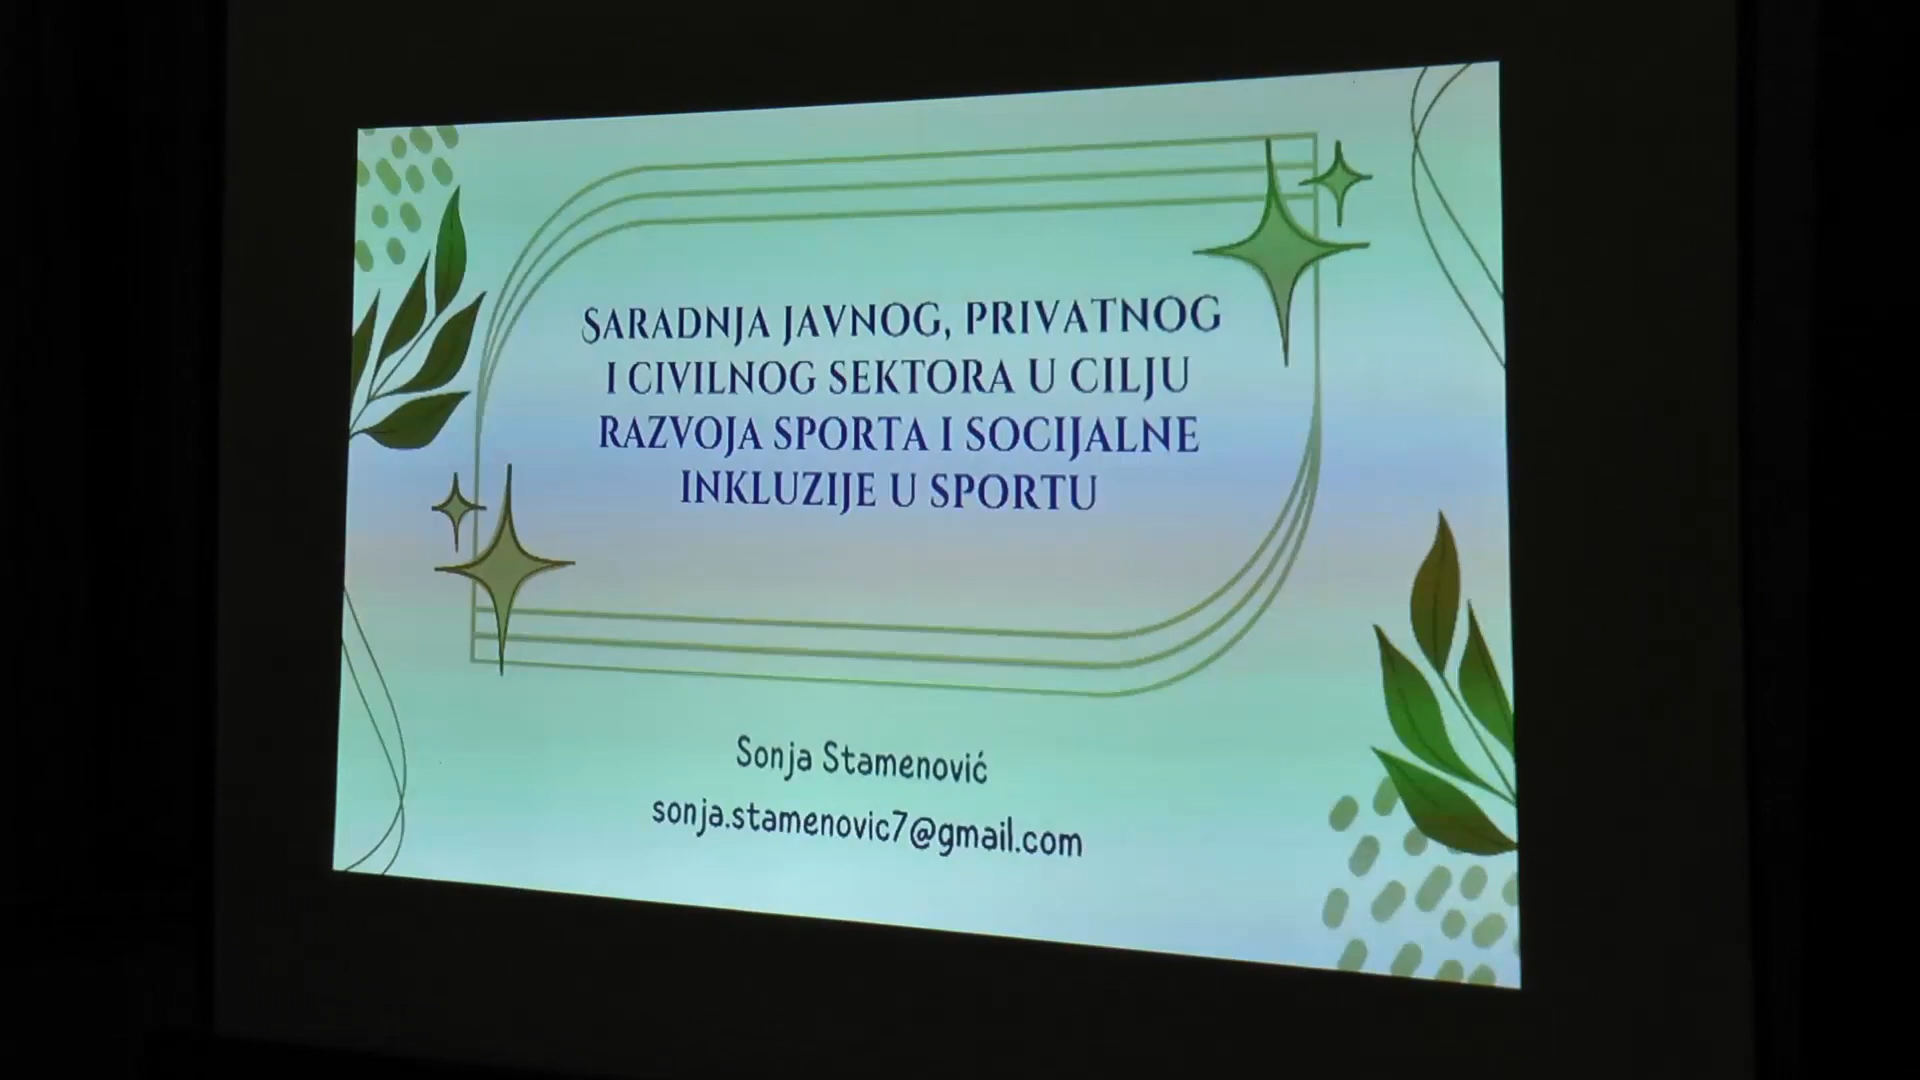 SARADNJA JAVNOG, PRIVATNOG
I CIVILNOG SEKTORA U CILJU
RAZVOJA SPORTA I SOCIJALNE
INKLUZIJE U SPORTU
Sonja Stamenović
sonja.stamenovic7@gmail.com